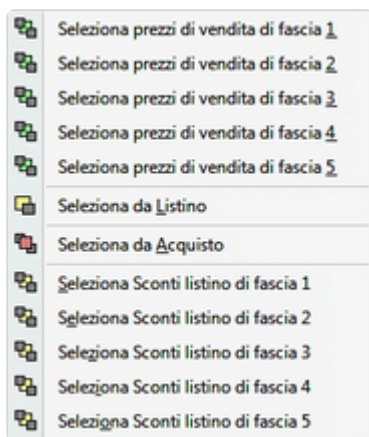 Seleziona prezzi di vendita di fascia 1
Seleziona prezzi di vendita di fascia 2
Seleziona prezzi di vendita di fascia 3
Seleziona prezzi di vendita di fascia 4
Seleziona prezzi di vendita di fascia 5
Seleziona da Listino
Seleziona da Acquisto
Seleziona Sconti listino di fascia 1
Seleziona Sconti listino di fascia 2
Seleziona Sconti listino di fascia 3
Seleziona Sconti listino di fascia 4
Seleziona Sconti listino di fascia 5